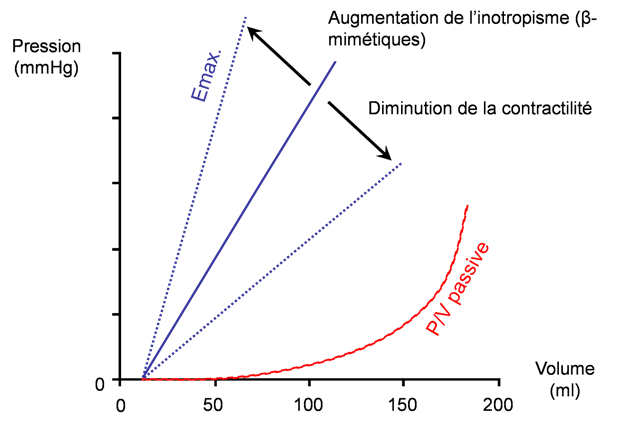 Pression
(mmHg)
Augmentation de l’inotropisme (β-
mimétiques)
Emax.
Diminution de la contractilité
P/V passive
Volume
(ml)
0
0
50
100
150
200